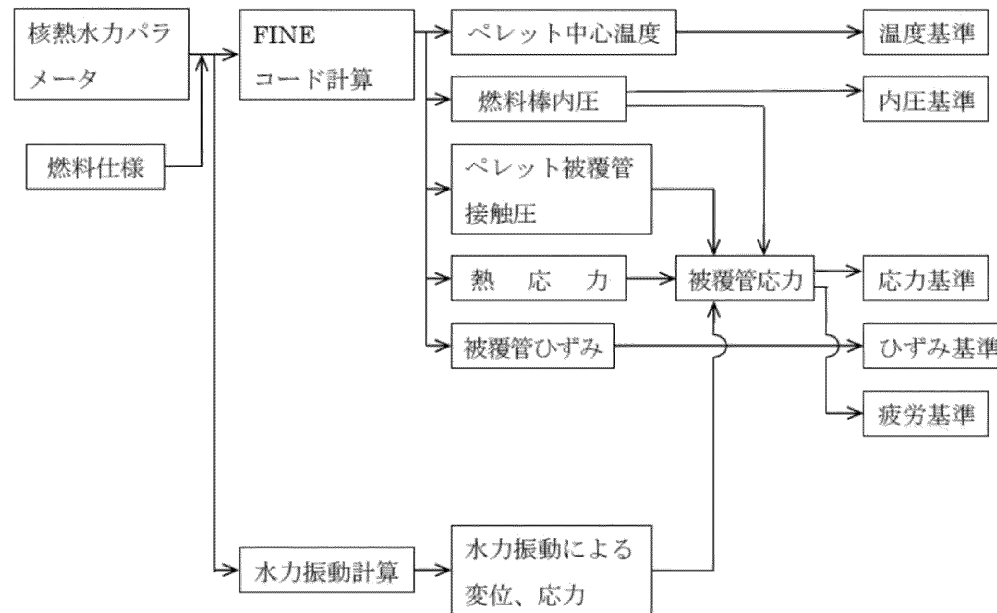 核熱水力パラ
メータ
燃料仕様
FINE
コード計算
ペレット中心温度
燃料棒内圧
ペレット被覆管
接触圧
熱　応　力
被覆管ひずみ
被覆管応力
温度基準
内圧基準
応力基準
ひずみ基準
疲労基準
水力振動計算
水力振動による
変位、応力